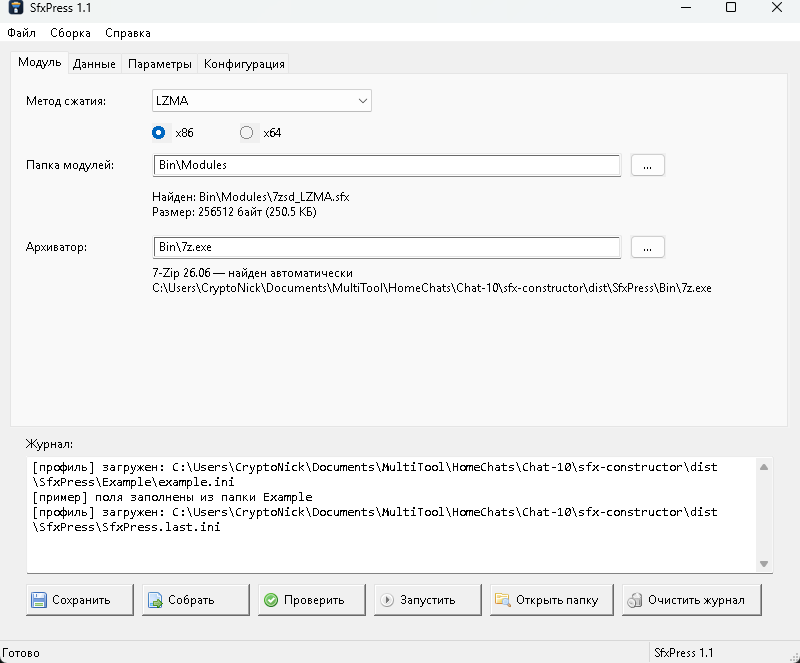 SfxPress 1.1
Файл Сборка Справка
Модуль Данные Параметры Конфигурация
Метод сжатия: LZMA
x86 x64
Папка модулей: Bin\Modules ...
Найден: Bin\Modules\7zsd_LZMA.sfx
Размер: 256512 байт (250.5 КБ)
Архиватор: Bin\7z.exe ...
7-Zip 26.06 — найден автоматически
C:\Users\CryptoNick\Documents\MultiTool\HomeChats\Chat-10\sfx-constructor\dist\SfxPress\Bin\7z.exe
Журнал:
[профиль] загружен: C:\Users\CryptoNick\Documents\MultiTool\HomeChats\Chat-10\sfx-constructor\dist
\SfxPress\Example\example.ini
[пример] поля заполнены из папки Example
[профиль] загружен: C:\Users\CryptoNick\Documents\MultiTool\HomeChats\Chat-10\sfx-constructor\dist
\SfxPress\SfxPress.last.ini
Сохранить Собрать Проверить Запустить Открыть папку Очистить журнал
Готово SfxPress 1.1